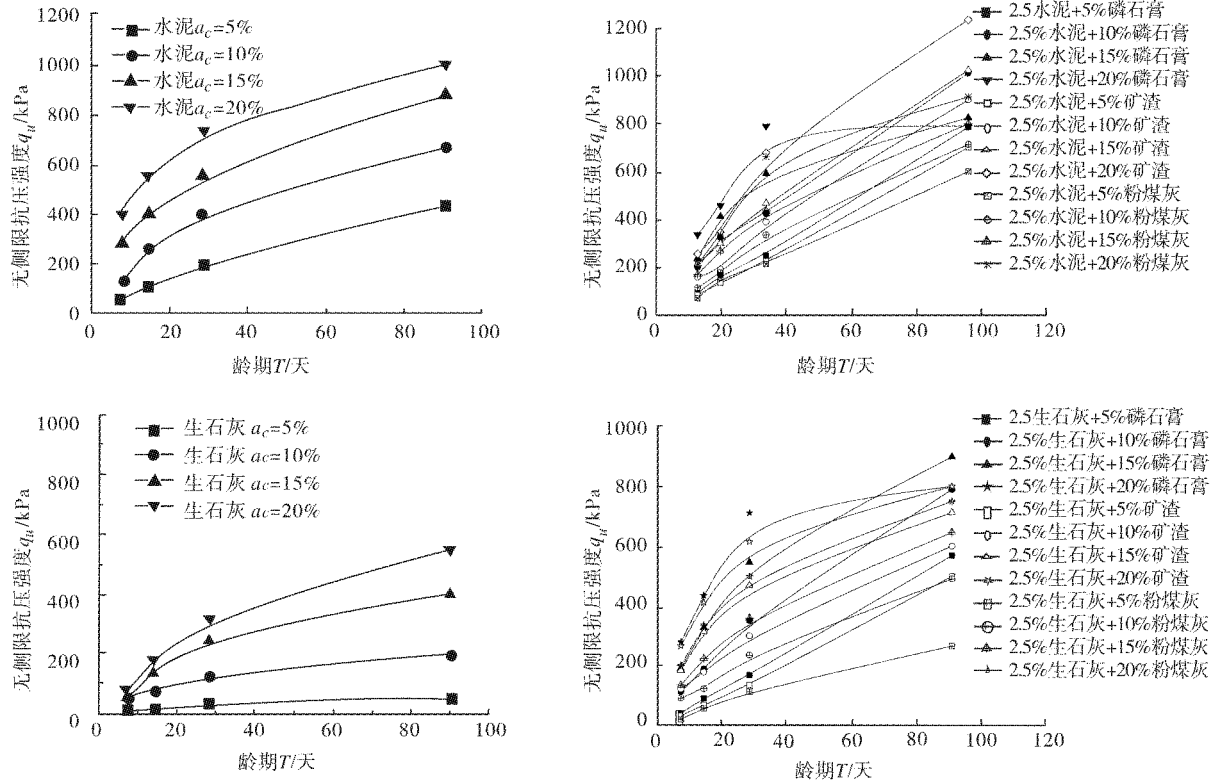 1200
1000
800
600
400
200
0
0
20
40
60
80
100
无侧限抗压强度qu/kPa
龄期T/天
水泥ac=5%
水泥ac=10%
水泥ac=15%
水泥ac=20%
1200
1000
800
600
400
200
0
0
20
40
60
80
100
120
无侧限抗压强度qu/kPa
龄期T/天
2.5水泥+5%磷石膏
2.5%水泥+10%磷石膏
2.5%水泥+15%磷石膏
2.5%水泥+20%磷石膏
2.5%水泥+5%矿渣
2.5%水泥+10%矿渣
2.5%水泥+15%矿渣
2.5%水泥+20%矿渣
2.5%水泥+5%粉煤灰
2.5%水泥+10%粉煤灰
2.5%水泥+15%粉煤灰
2.5%水泥+20%粉煤灰
1000
800
600
400
200
0
0
20
40
60
80
100
无侧限抗压强度qu/kPa
龄期T/天
生石灰 ac=5%
生石灰 ac=10%
生石灰 ac=15%
生石灰 ac=20%
1000
800
600
400
200
0
0
20
40
60
80
100
120
无侧限抗压强度qu/kPa
龄期T/天
2.5生石灰+5%磷石膏
2.5%生石灰+10%磷石膏
2.5%生石灰+15%磷石膏
2.5%生石灰+20%磷石膏
2.5%生石灰+5%矿渣
2.5%生石灰+10%矿渣
2.5%生石灰+15%矿渣
2.5%生石灰+20%矿渣
2.5%生石灰+5%粉煤灰
2.5%生石灰+10%粉煤灰
2.5%生石灰+15%粉煤灰
2.5%生石灰+20%粉煤灰